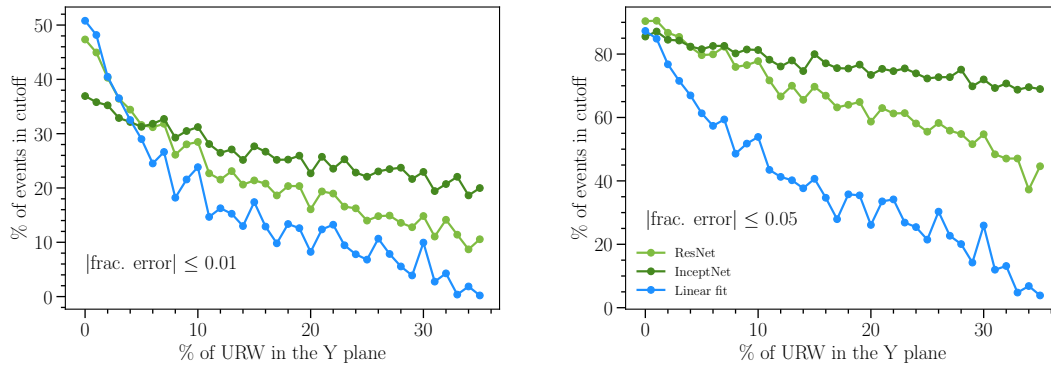 50
40
30
20
10
0
% of events in cutoff
|frac. error| ≤ 0.01
0
10
20
30
% of URW in the Y plane
80
60
40
20
0
% of events in cutoff
|frac. error| ≤ 0.05
ResNet
InceptNet
Linear fit
0
10
20
30
% of URW in the Y plane